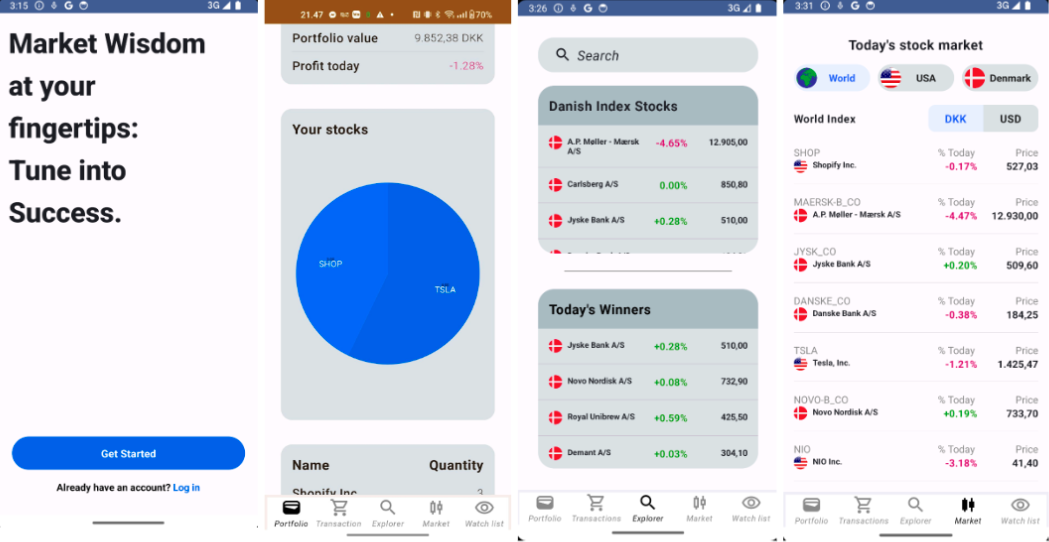 3:15
3G
Market Wisdom
at your
fingertips:
Tune into
Success.
Get Started
Already have an account? Log in
21.47
70%
Portfolio value 9.852,38 DKK
Profit today -1.28%
Your stocks
SHOP
TSLA
Name Quantity
Shopify Inc. 3
Portfolio Transaction Explorer Market Watch list
3:26
3G
Search
Danish Index Stocks
A.P. Møller - Mærsk A/S -4.65% 12.905,00
Carlsberg A/S 0.00% 850,80
Jyske Bank A/S +0.28% 510,00
Today's Winners
Jyske Bank A/S +0.28% 510,00
Novo Nordisk A/S +0.08% 732,90
Royal Unibrew A/S +0.59% 425,50
Demant A/S +0.03% 304,10
Portfolio Transactions Explorer Market Watch list
3:31
3G
Today's stock market
World USA Denmark
World Index DKK USD
SHOP % Today Price
Shopify Inc. -0.17% 527,03
MAERSK-B_CO % Today Price
A.P. Møller - Mærsk A/S -4.47% 12.930,00
JYSK_CO % Today Price
Jyske Bank A/S +0.20% 509,60
DANSKE_CO % Today Price
Danske Bank A/S -0.38% 184,25
TSLA % Today Price
Tesla, Inc. -1.21% 1.425,47
NOVO-B_CO % Today Price
Novo Nordisk A/S +0.19% 733,70
NIO % Today Price
NIO Inc. -3.18% 41,40
Portfolio Transactions Explorer Market Watch list